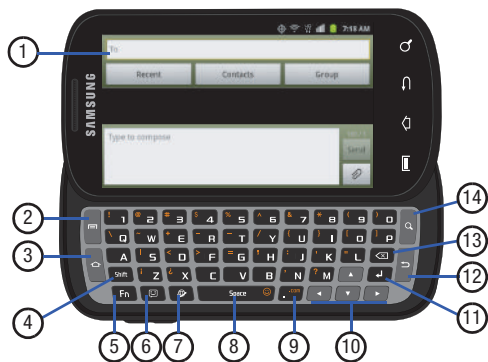 7:18 AM
To
Recent Contacts Group
SAMSUNG
Type to compose
Send
! 1 @ 2 # 3 $ 4 % 5 ^ 6 & 7 * 8 ( 9 ) 0
Q W E R T Y U I O P
A S D F G H J K L
Shift Z X C V B N M
Fn Space .com
1
2
3
4
5
6
7
8
9
10
11
12
13
14